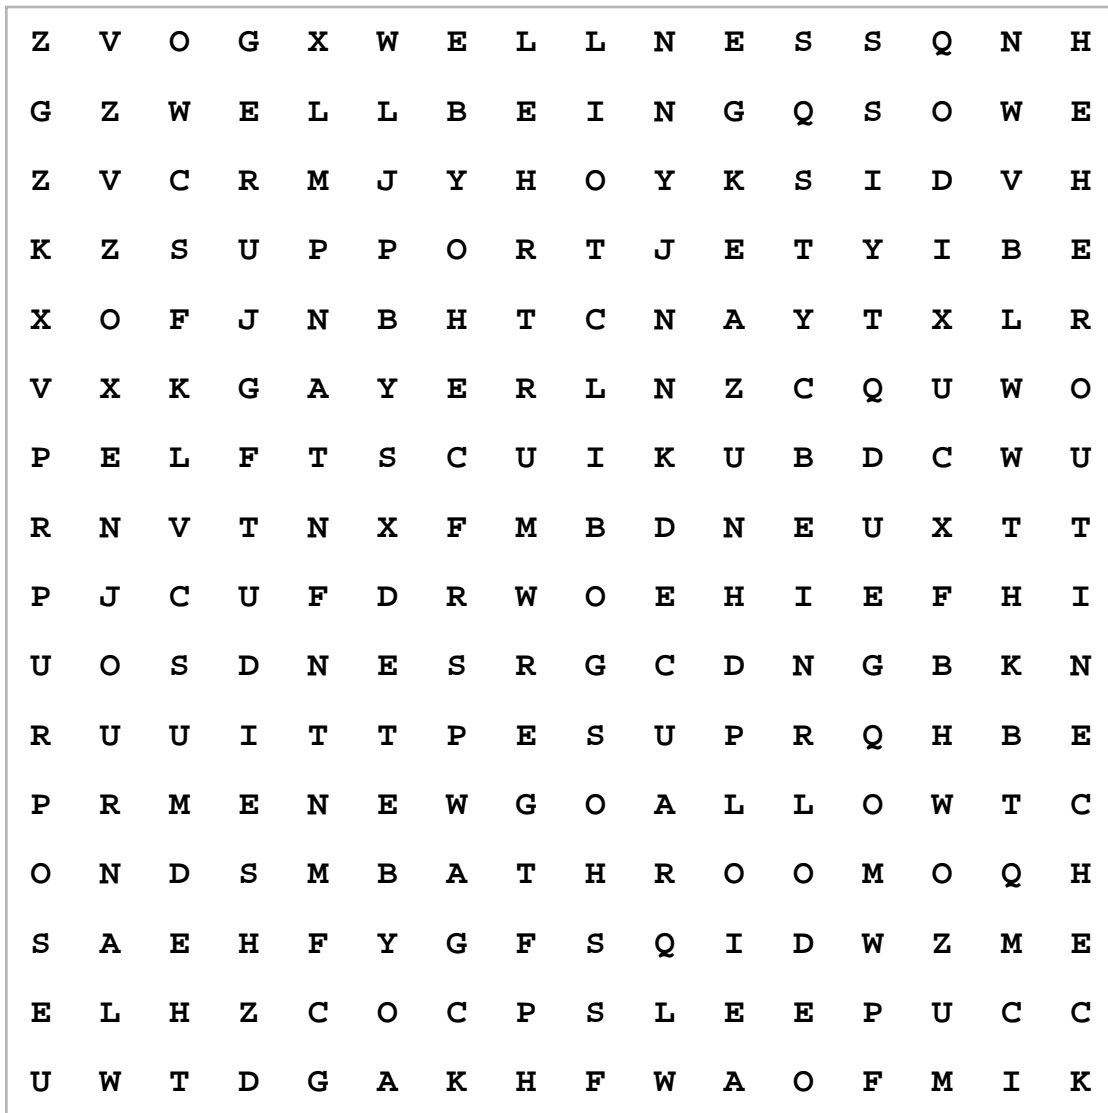 Z V O G X W E L L N E S S Q N H
G Z W E L L B E I N G Q S O W E
Z V C R M J Y H O Y K S I D V H
K Z S U P P O R T J E T Y I B E
X O F J N B H T C N A Y T X L R
V X K G A Y E R L N Z C Q U W O
P E L F T S C U I K U B D C W U
R N V T N X F M B D N E U X T T
P J C U F D R W O E H I E F H I
U O S D N E S R G C D N G B K N
R U U I T T P E S U P R Q H B E
P R M E N E W G O A L L O W T C
O N D S M B A T H R O O M O Q H
S A E H F Y G F S Q I D W Z M E
E L H Z C O C P S L E E P U C C
U W T D G A K H F W A O F M I K